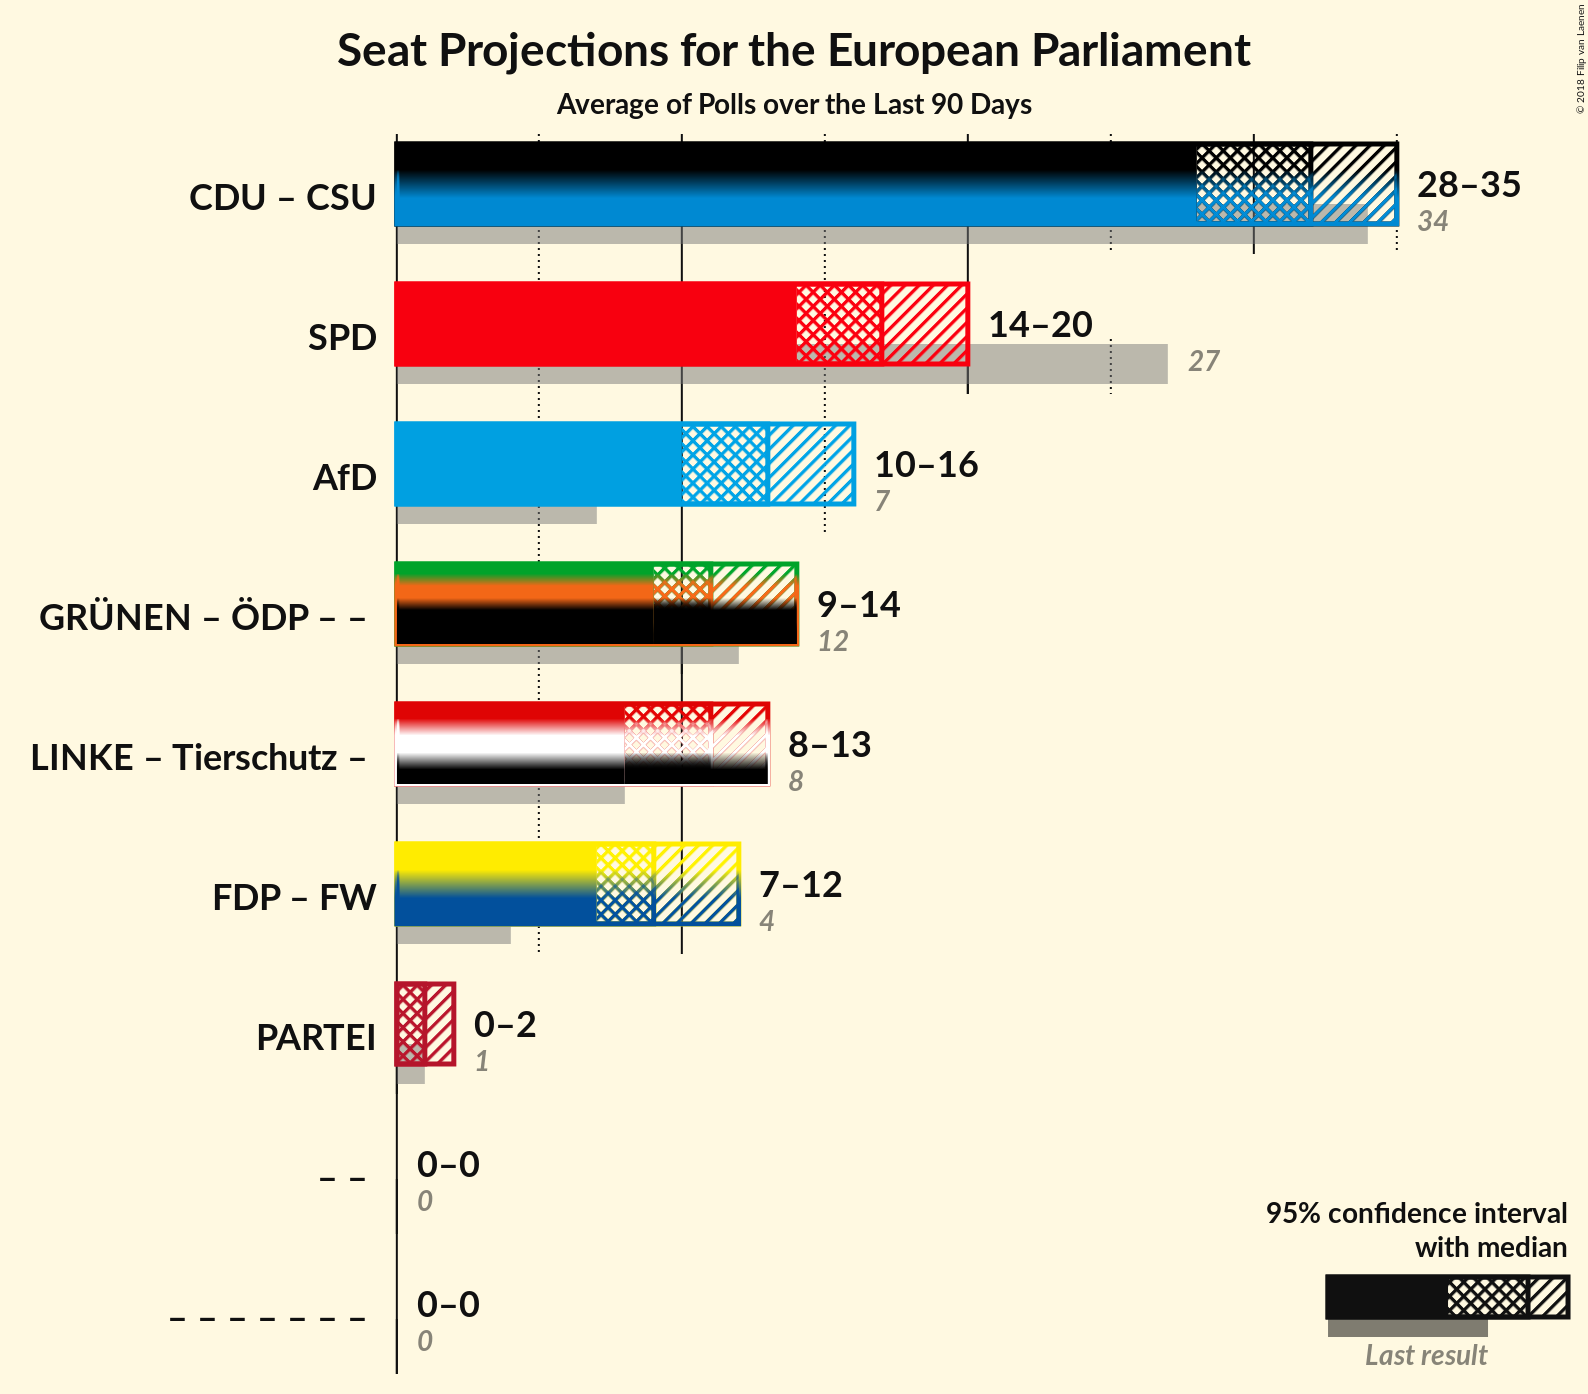 Seat Projections for the European Parliament
Average of Polls over the Last 90 Days
© 2018 Filip van Laenen
CDU – CSU
28–35
34
SPD
14–20
27
AfD
10–16
7
GRÜNEN – ÖDP – –
9–14
12
LINKE – Tierschutz –
8–13
8
FDP – FW
7–12
4
PARTEI
0–2
1
– –
0–0
0
– – – – – – –
0–0
0
95% confidence interval
with median
Last result